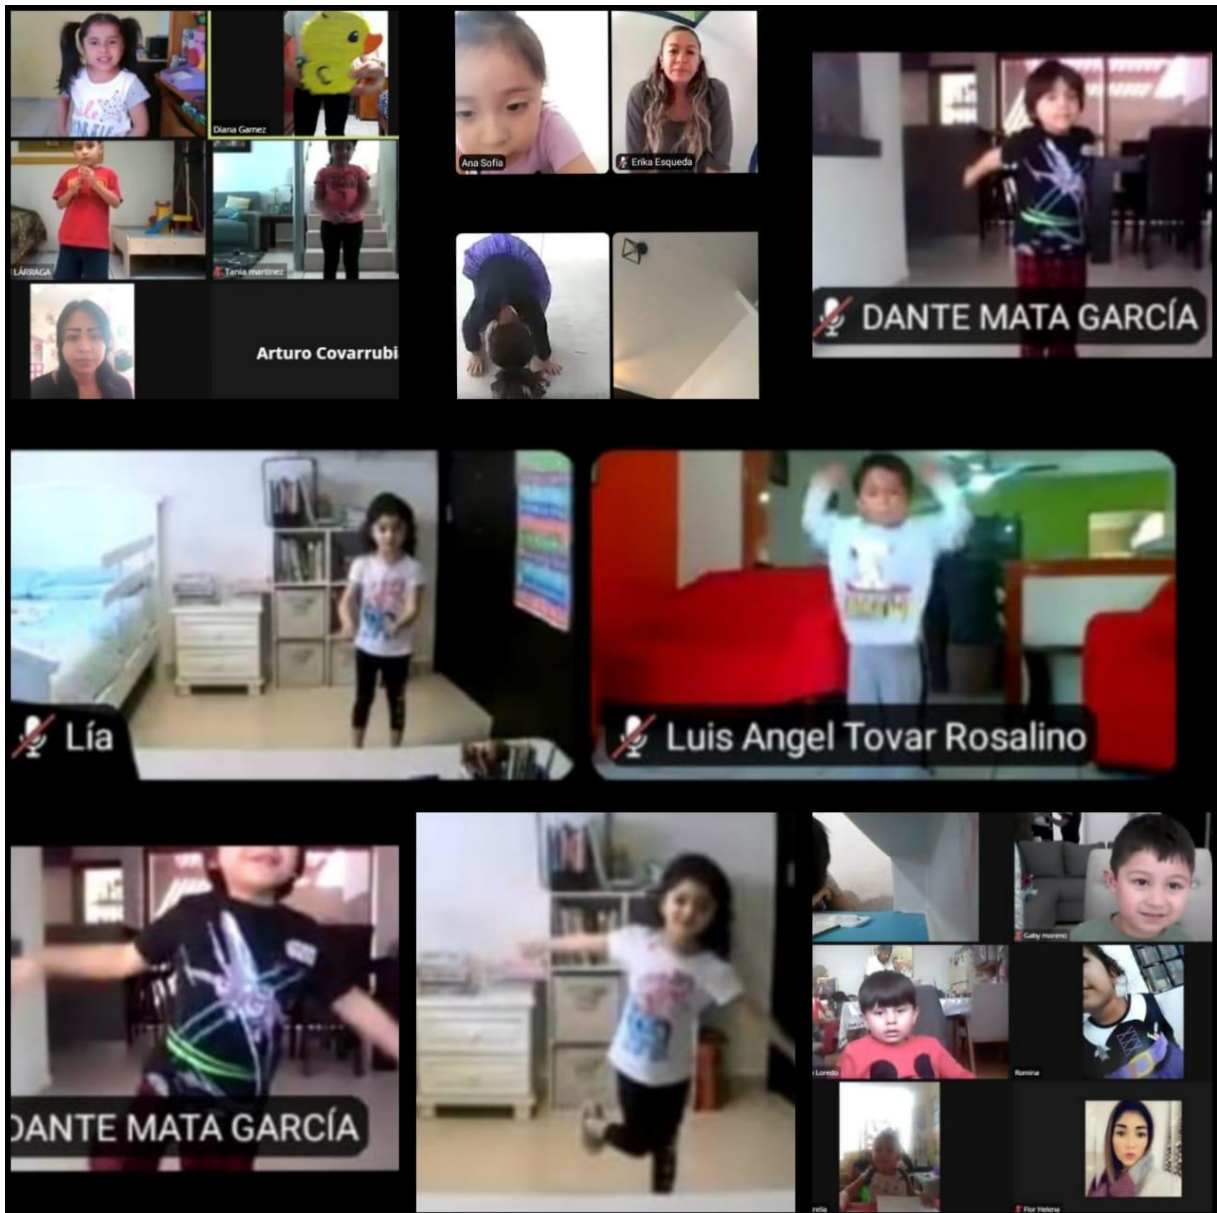 Diana Gamez
LÁRRAGA
Tania martinez
Arturo Covarrubi
Ana Sofía
Erika Esqueda
DANTE MATA GARCÍA
Lía
Luis Angel Tovar Rosalino
DANTE MATA GARCÍA
Gaby moreno
Loredo
Romina
Flor Helena